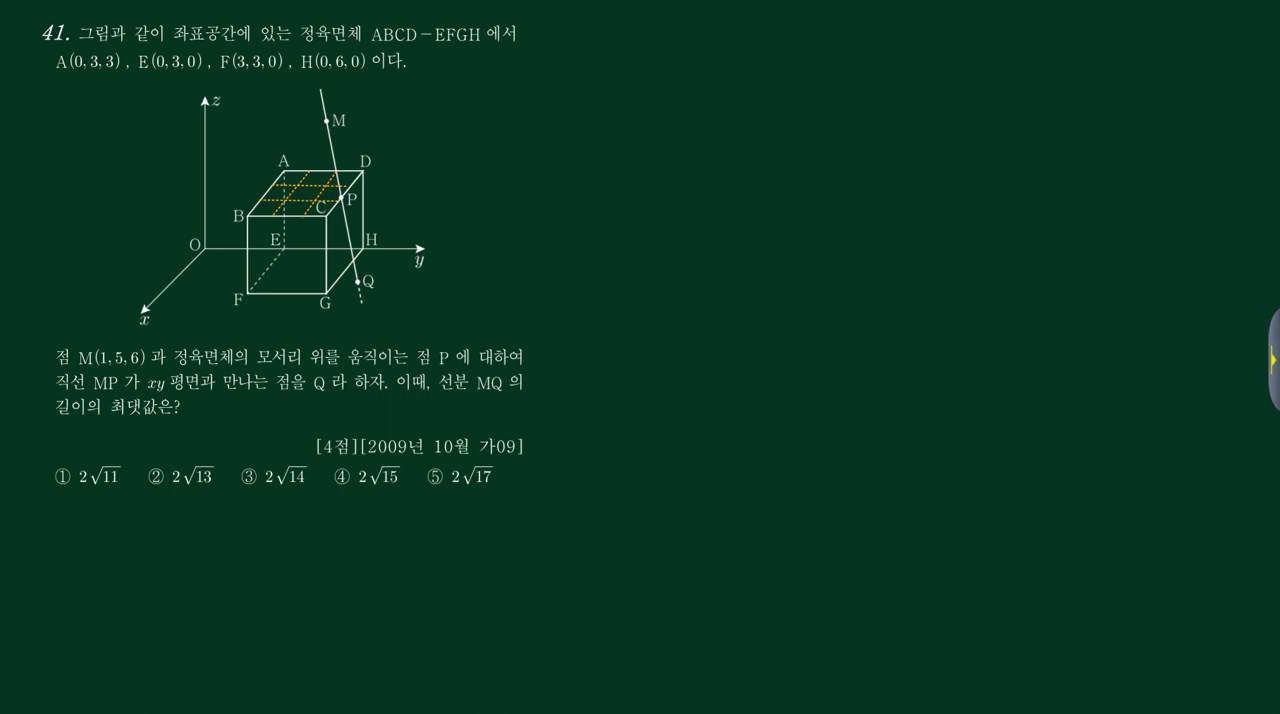 41. 그림과 같이 좌표공간에 있는 정육면체 ABCD-EFGH 에서
A(0, 3, 3) , E(0, 3, 0) , F(3, 3, 0) , H(0, 6, 0) 이다.
z
M
A
D
P
B
C
O
E
H
y
Q
F
G
x
점 M(1, 5, 6) 과 정육면체의 모서리 위를 움직이는 점 P 에 대하여
직선 MP 가 xy 평면과 만나는 점을 Q 라 하자. 이때, 선분 MQ 의
길이의 최댓값은?
[4점][2009년 10월 가09]
① 2√11 ② 2√13 ③ 2√14 ④ 2√15 ⑤ 2√17